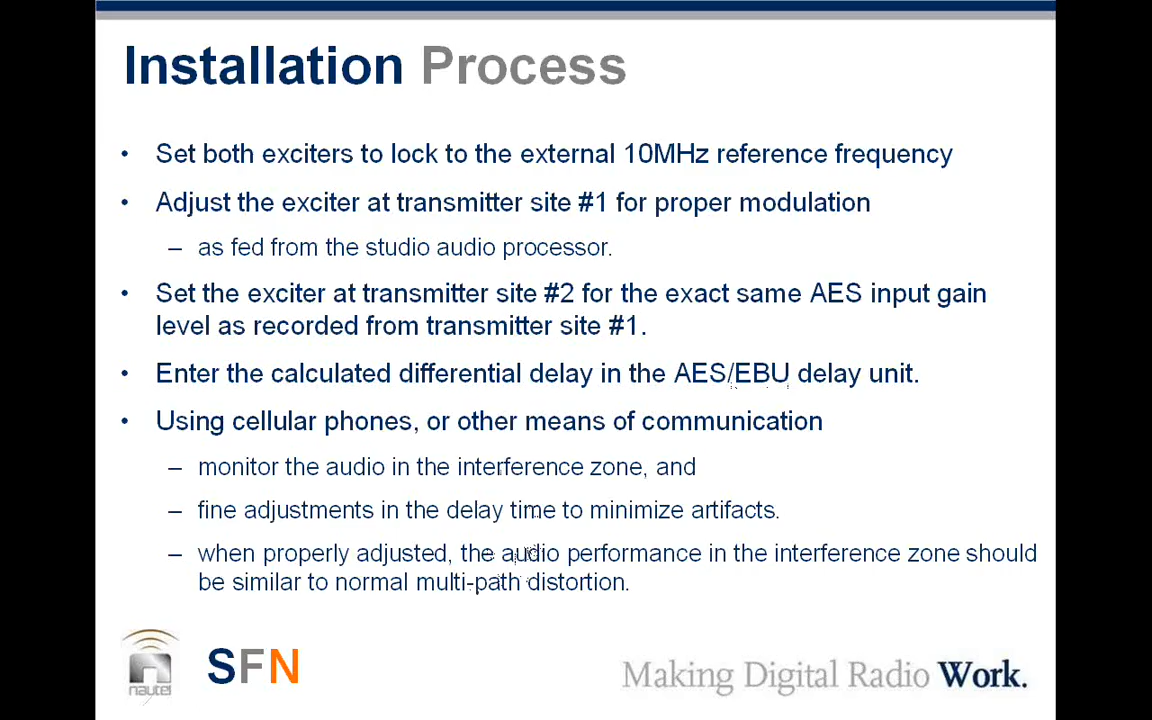 Installation Process
• Set both exciters to lock to the external 10MHz reference frequency
• Adjust the exciter at transmitter site #1 for proper modulation
– as fed from the studio audio processor.
• Set the exciter at transmitter site #2 for the exact same AES input gain
level as recorded from transmitter site #1.
• Enter the calculated differential delay in the AES/EBU delay unit.
• Using cellular phones, or other means of communication
– monitor the audio in the interference zone, and
– fine adjustments in the delay time to minimize artifacts.
– when properly adjusted, the audio performance in the interference zone should
be similar to normal multi-path distortion.
nautel
SFN
Making Digital Radio Work.